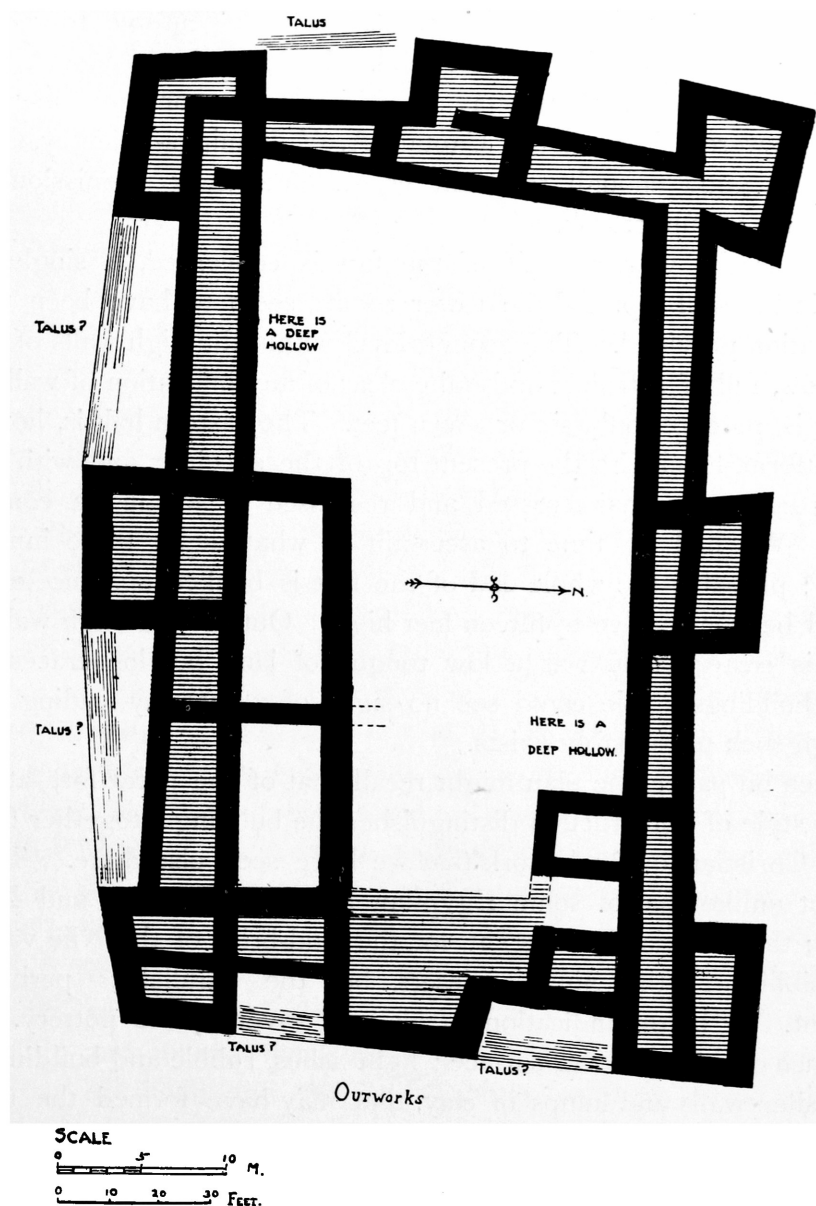 TALUS
TALUS?
HERE IS
A DEEP
HOLLOW
N.
TALUS?
HERE IS A
DEEP HOLLOW.
TALUS?
TALUS?
Ourworks
SCALE
0 5 10 M.
0 10 20 30 FEET.